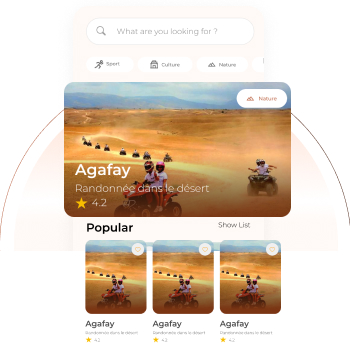 What are you looking for ?
Sport
Culture
Nature
Nature
Agafay
Randonnée dans le désert
4.2
Popular
Show List
Agafay
Agafay
Agafay
Randonnée dans le désert
Randonnée dans le désert
Randonnée dans le désert
4.2
4.2
4.2